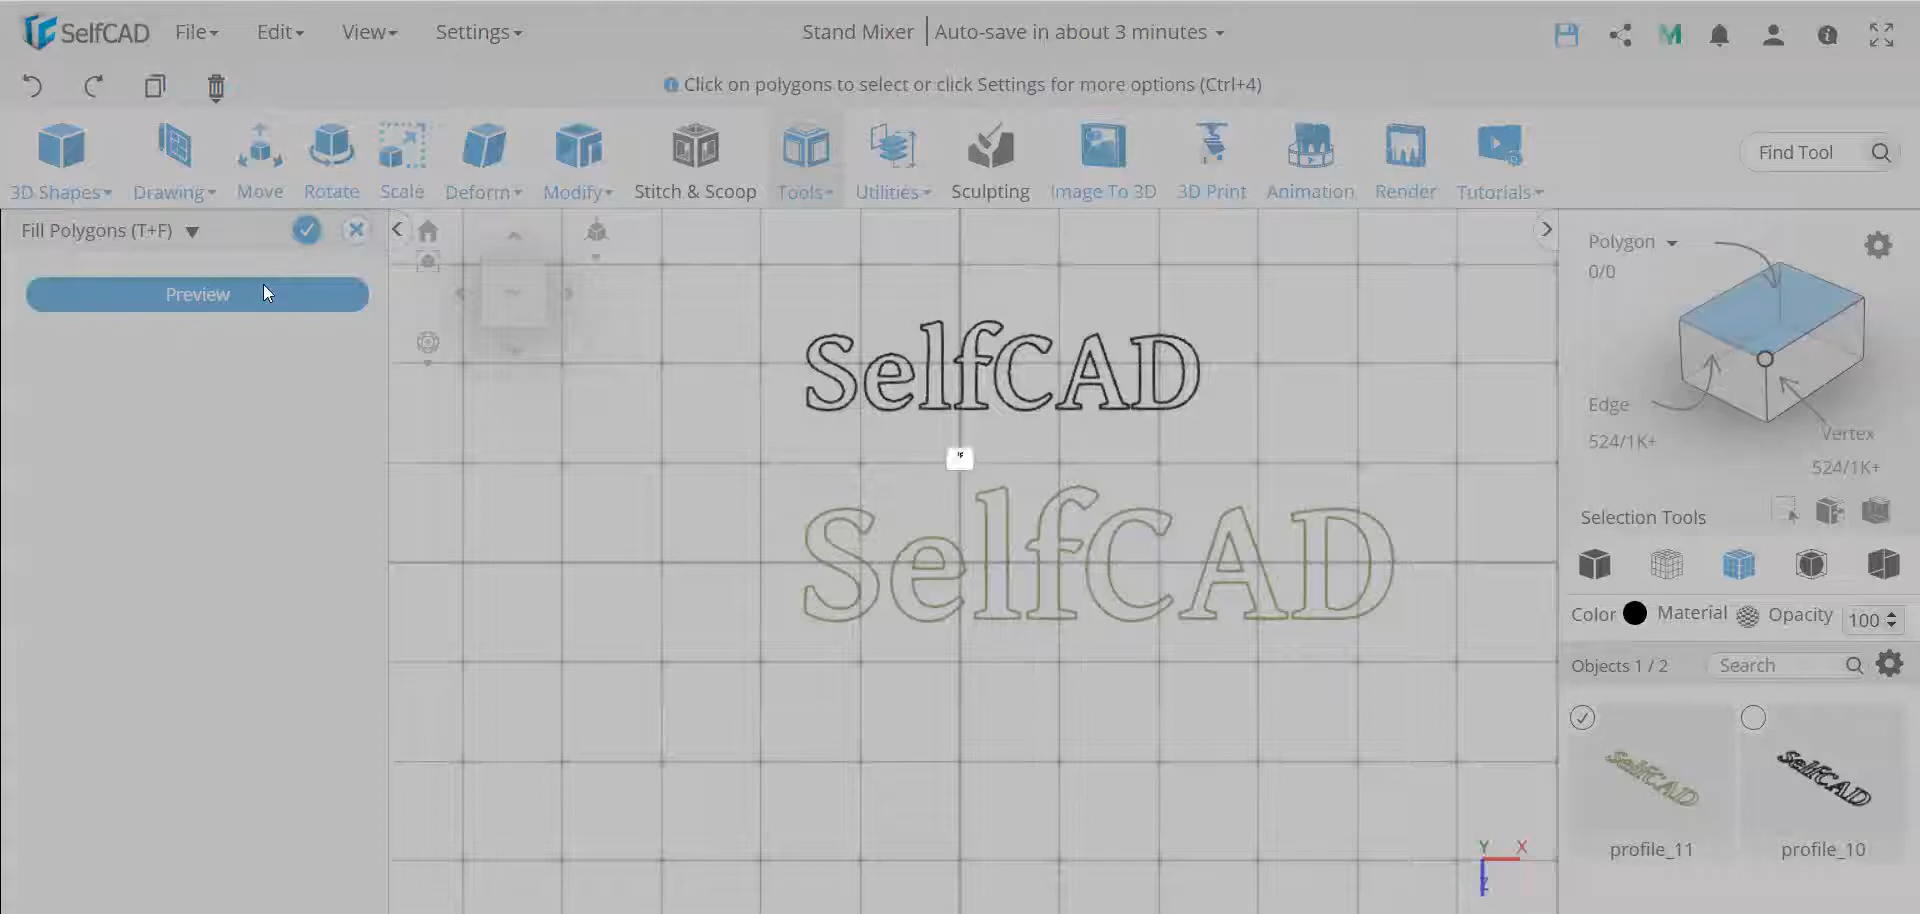 SelfCAD File Edit View Settings Stand Mixer Auto-save in about 3 minutes
Click on polygons to select or click Settings for more options (Ctrl+4)
3D Shapes Drawing Move Rotate Scale Deform Modify Stitch & Scoop Tools Utilities Sculpting Image To 3D 3D Print Animation Render Tutorials Find Tool
Fill Polygons (T+F)
Preview
SelfCAD
SelfCAD
Polygon
0/0
Edge
524/1K+
Vertex
524/1K+
Selection Tools
Color Material Opacity 100
Objects 1 / 2 Search
SelfCAD SelfCAD
profile_11 profile_10
Y X
Z